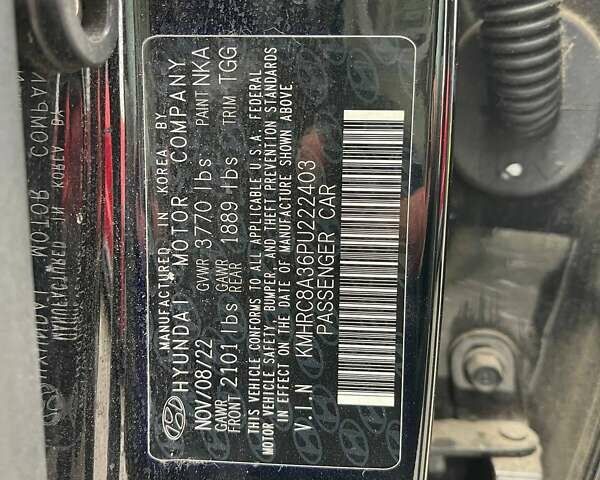 MANUFACTURED IN KOREA BY
HYUNDAI MOTOR COMPANY
NOV/08/22 GVWR 3770 lbs PAINT NKA
GAWR FRONT 2101 lbs GAWR REAR 1889 lbs TRIM TGG
THIS VEHICLE CONFORMS TO ALL APPLICABLE U.S.A. FEDERAL
MOTOR VEHICLE SAFETY, BUMPER, AND THEFT PREVENTION STANDARDS
IN EFFECT ON THE DATE OF MANUFACTURE SHOWN ABOVE.
V.I.N KMHRC8A36PU222403
PASSENGER CAR